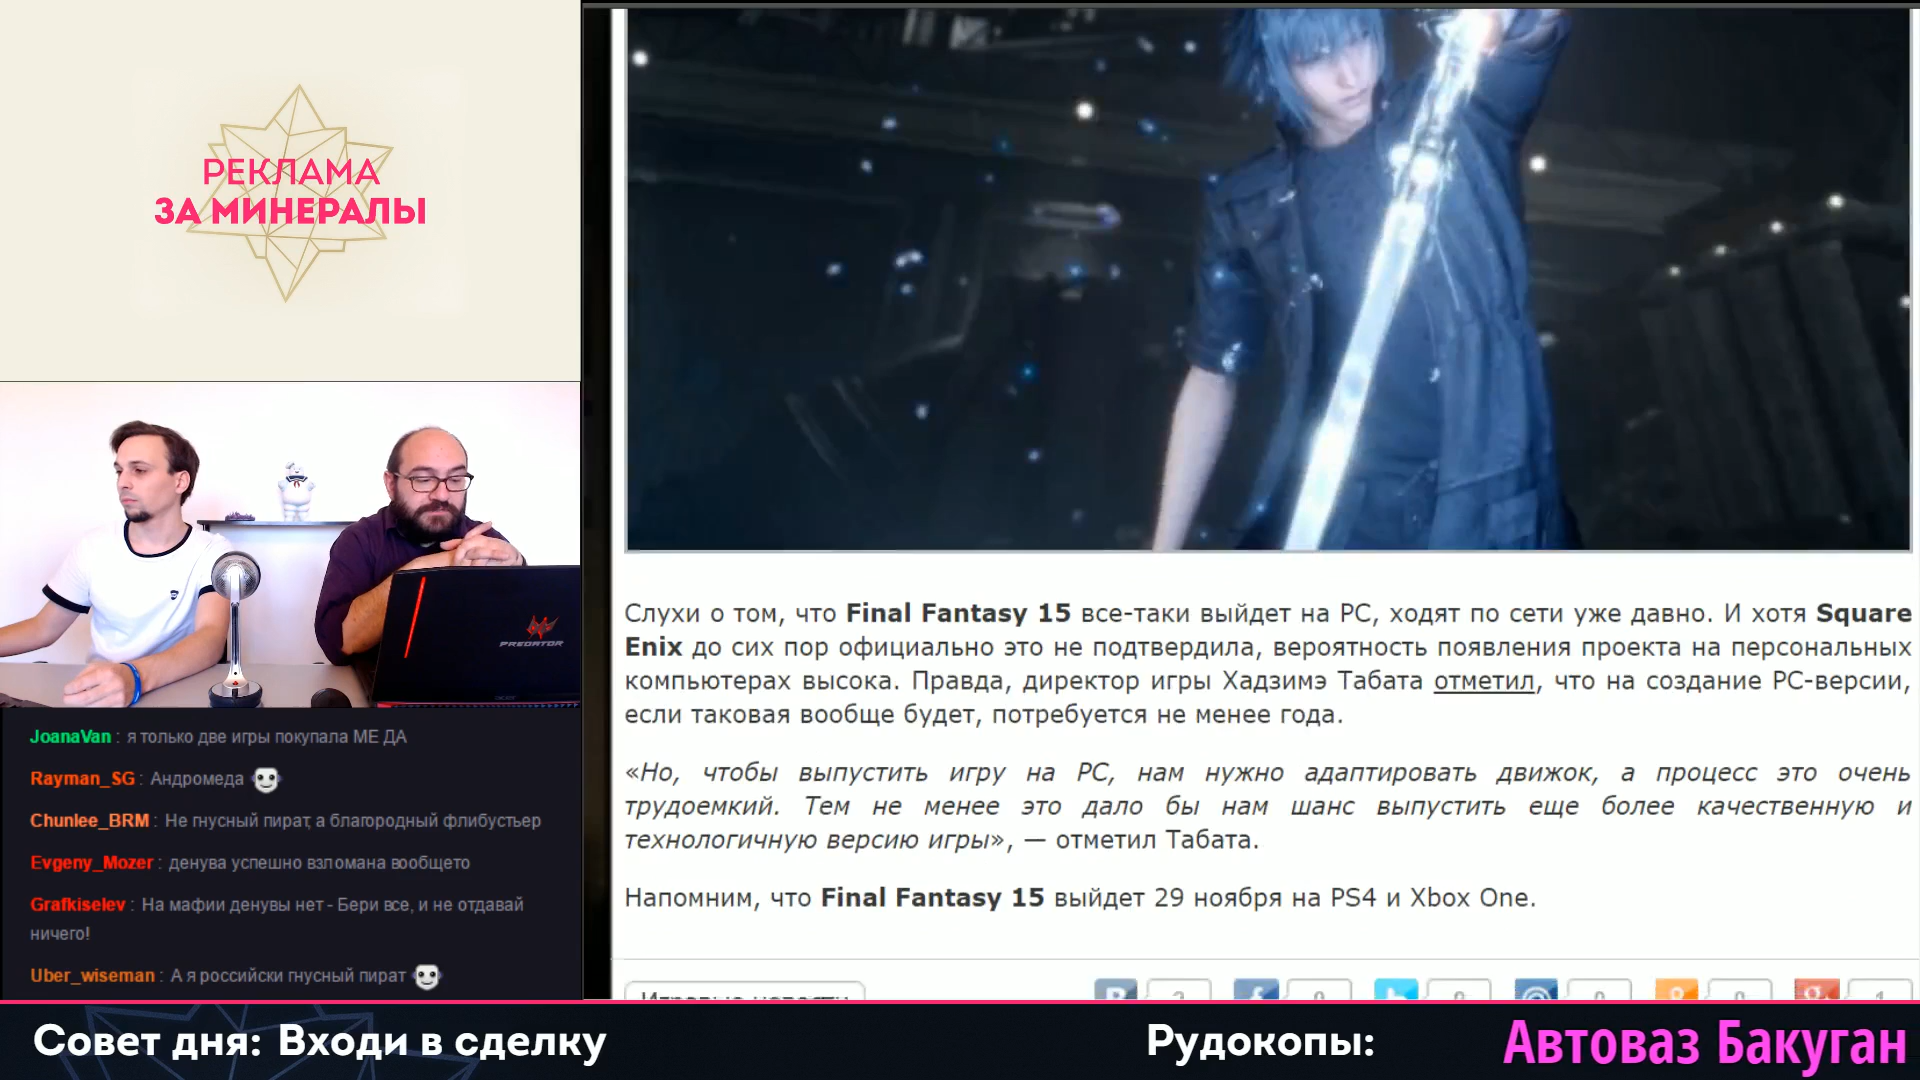 РЕКЛАМА
ЗА МИНЕРАЛЫ
PREDATOR
acer
JoanaVan : я только две игры покупала МЕ ДА
Rayman_SG : Андромеда
Chunlee_BRM : Не гнусный пират, а благородный флибустьер
Evgeny_Mozer : денува успешно взломана вообщето
Grafkiselev : На мафии денувы нет - Бери все, и не отдавай
ничего!
Uber_wiseman : А я российски гнусный пират
Слухи о том, что Final Fantasy 15 все-таки выйдет на PC, ходят по сети уже давно. И хотя Square
Enix до сих пор официально это не подтвердила, вероятность появления проекта на персональных
компьютерах высока. Правда, директор игры Хадзимэ Табата отметил, что на создание PC-версии,
если таковая вообще будет, потребуется не менее года.
«Но, чтобы выпустить игру на PC, нам нужно адаптировать движок, а процесс это очень
трудоемкий. Тем не менее это дало бы нам шанс выпустить еще более качественную и
технологичную версию игры», — отметил Табата.
Напомним, что Final Fantasy 15 выйдет 29 ноября на PS4 и Xbox One.
Игровые новости
Совет дня: Входи в сделку
Рудокопы:
Автоваз Бакуган